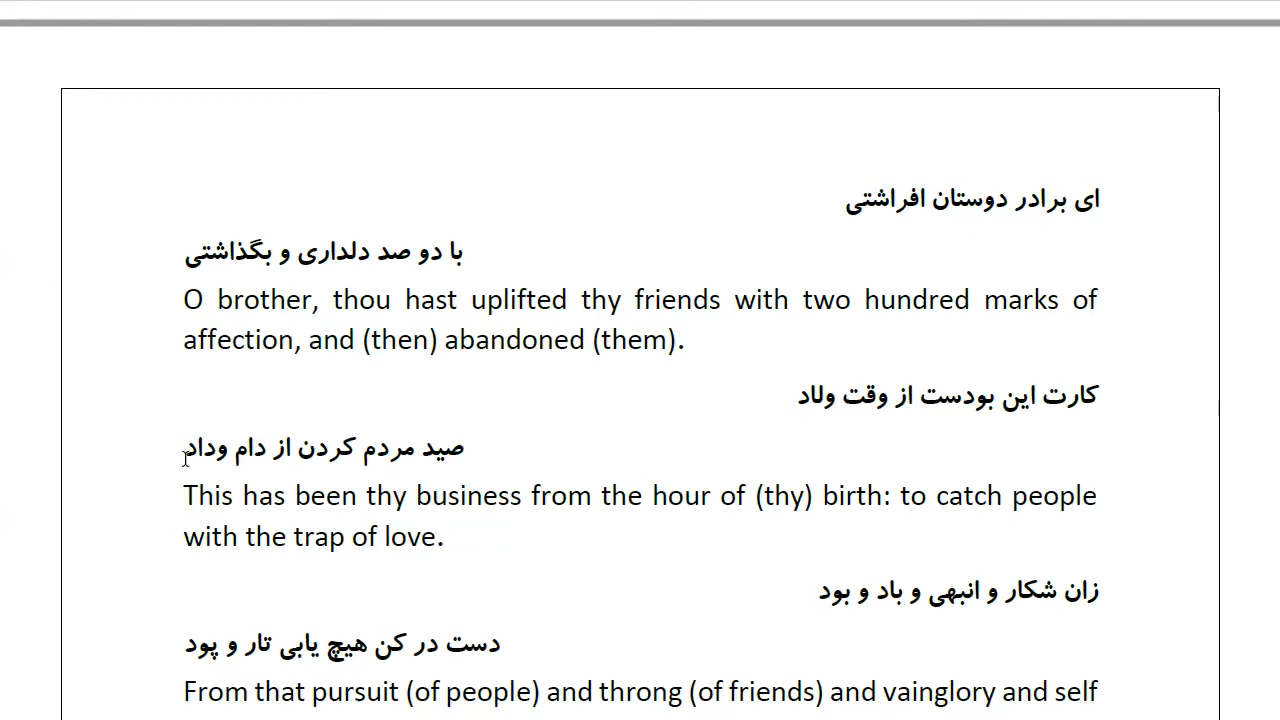 ای برادر دوستان افراشتی
با دو صد دلداری و بگذاشتی
O brother, thou hast uplifted thy friends with two hundred marks of
affection, and (then) abandoned (them).
کارت این بودست از وقت ولاد
صید مردم کردن از دام وداد
This has been thy business from the hour of (thy) birth: to catch people
with the trap of love.
زان شکار و انبهی و باد و بود
دست در کن هیچ یابی تار و پود
From that pursuit (of people) and throng (of friends) and vainglory and self